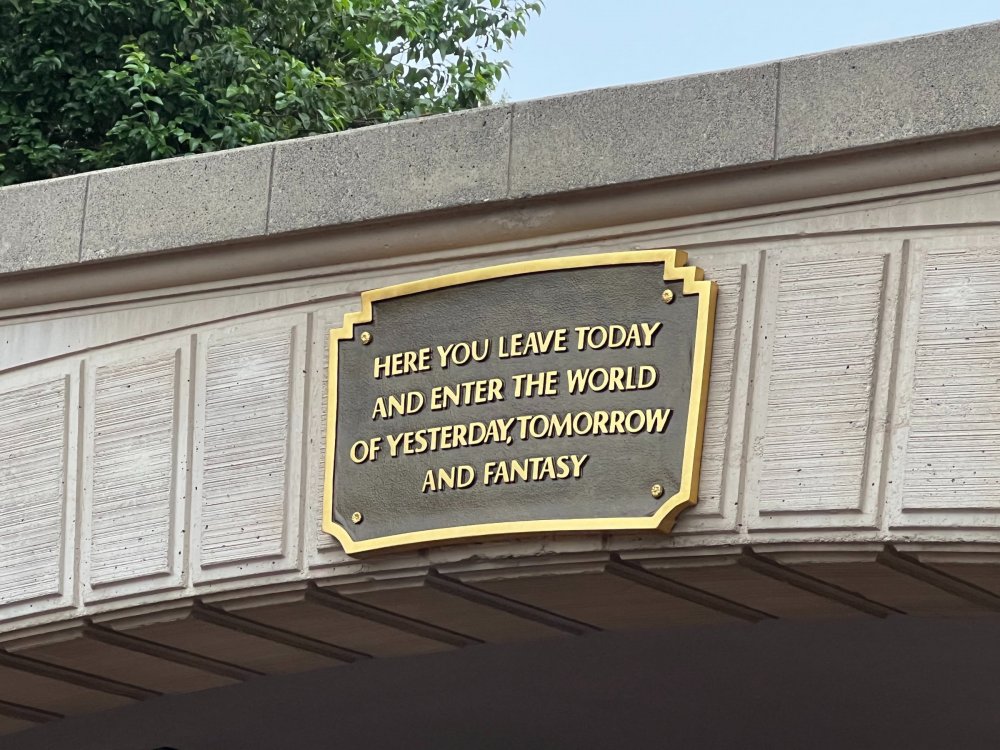 HERE YOU LEAVE TODAY
AND ENTER THE WORLD
OF YESTERDAY, TOMORROW
AND FANTASY